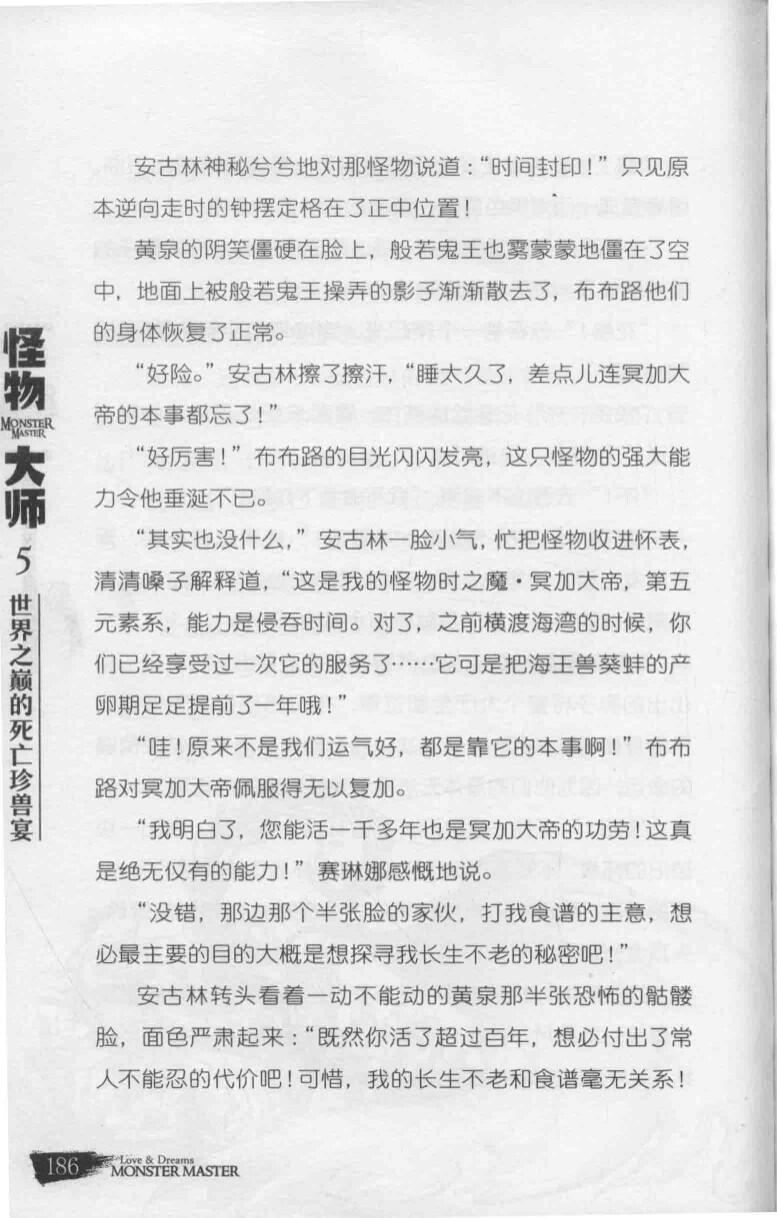 安古林神秘兮兮地对那怪物说道：“时间封印！”只见原
本逆向走时的钟摆定格在了正中位置！
黄泉的阴笑僵硬在脸上，般若鬼王也雾蒙蒙地僵在了空
中，地面上被般若鬼王操弄的影子渐渐散去了，布布路他们
的身体恢复了正常。
“好险。”安古林擦了擦汗，“睡太久了，差点儿连冥加大
帝的本事都忘了！”
“好厉害！”布布路的目光闪闪发亮，这只怪物的强大能
力令他垂涎不已。
“其实也没什么，”安古林一脸小气，忙把怪物收进怀表，
清清嗓子解释道，“这是我的怪物时之魔·冥加大帝，第五
元素系，能力是侵吞时间。对了，之前横渡海湾的时候，你
们已经享受过一次它的服务了……它可是把海王兽葵蚌的产
卵期足足提前了一年哦！”
“哇！原来不是我们运气好，都是靠它的本事啊！”布布
路对冥加大帝佩服得无以复加。
“我明白了，您能活一千多年也是冥加大帝的功劳！这真
是绝无仅有的能力！”赛琳娜感慨地说。
“没错，那边那个半张脸的家伙，打我食谱的主意，想
必最主要的目的大概是想探寻我长生不老的秘密吧！”
安古林转头看着一动不能动的黄泉那半张恐怖的骷髅
脸，面色严肃起来：“既然你活了超过百年，想必付出了常
人不能忍的代价吧！可惜，我的长生不老和食谱毫无关系！
怪物
MONSTER
MASTER
大师
5
世界之巅的死亡珍兽宴
186
Love & Dreams
MONSTER MASTER